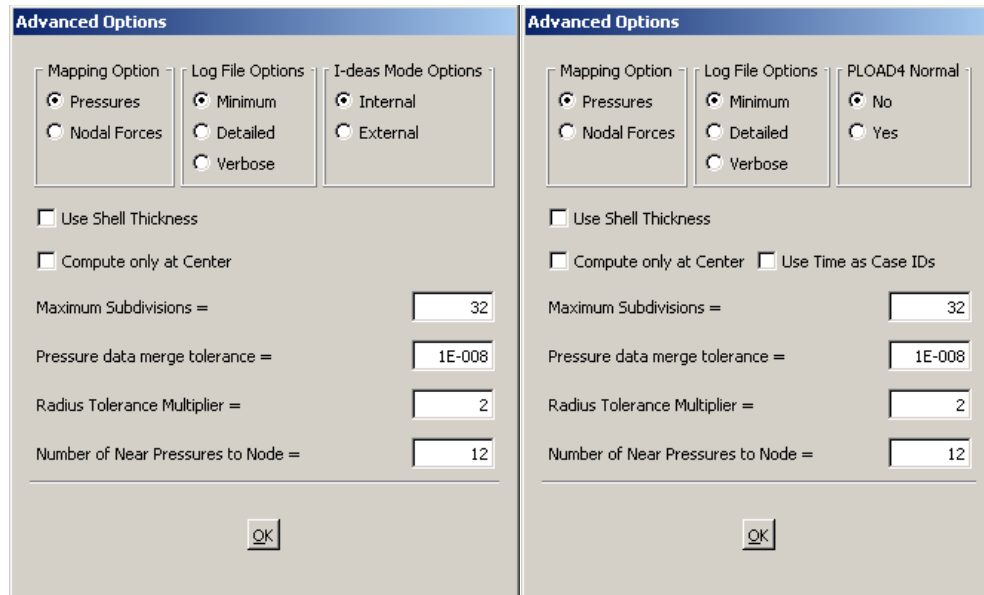 Advanced Options
Mapping Option Log File Options I-deas Mode Options
Pressures Minimum Internal
Nodal Forces Detailed External
Verbose
Use Shell Thickness
Compute only at Center
Maximum Subdivisions = 32
Pressure data merge tolerance = 1E-008
Radius Tolerance Multiplier = 2
Number of Near Pressures to Node = 12
OK
Advanced Options
Mapping Option Log File Options PLOAD4 Normal
Pressures Minimum No
Nodal Forces Detailed Yes
Verbose
Use Shell Thickness
Compute only at Center Use Time as Case IDs
Maximum Subdivisions = 32
Pressure data merge tolerance = 1E-008
Radius Tolerance Multiplier = 2
Number of Near Pressures to Node = 12
OK